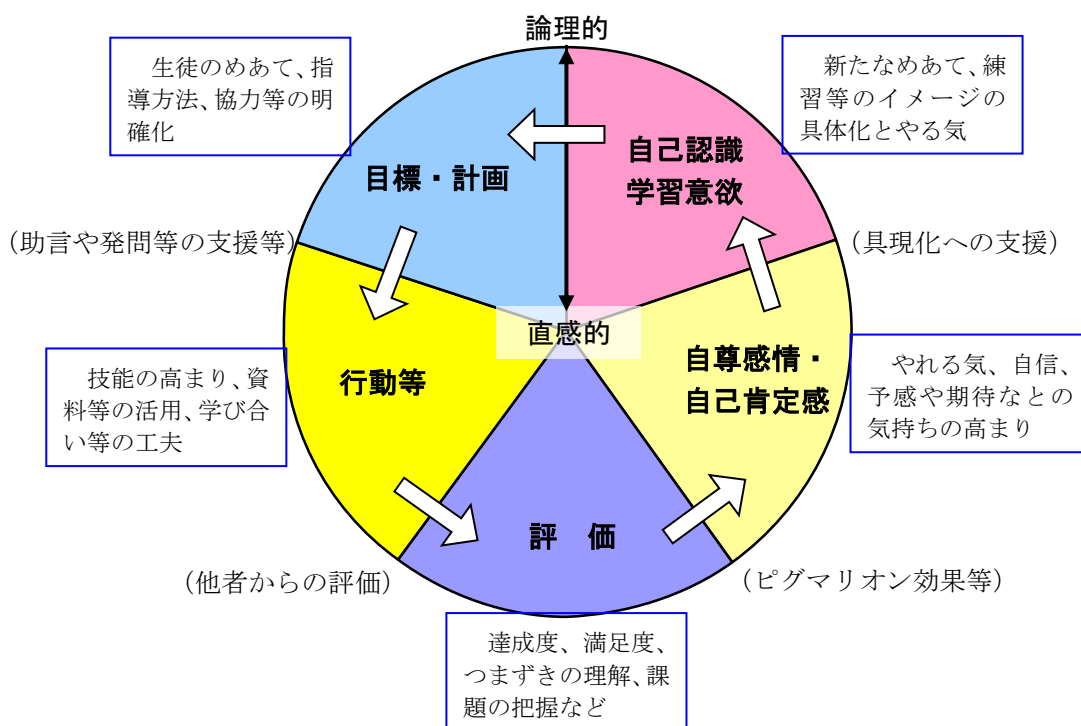 論理的
生徒のめあて、指
導方法、協力等の明
確化
新たなめあて、練
習等のイメージの
具体化とやる気
目標・計画
自己認識
学習意欲
（助言や発問等の支援等）
（具現化への支援）
直感的
技能の高まり、資
料等の活用、学び合
い等の工夫
行動等
自尊感情・
自己肯定感
やれる気、自信、
予感や期待なとの
気持ちの高まり
評　価
（他者からの評価）
（ピグマリオン効果等）
達成度、満足度、
つまずきの理解、課
題の把握など